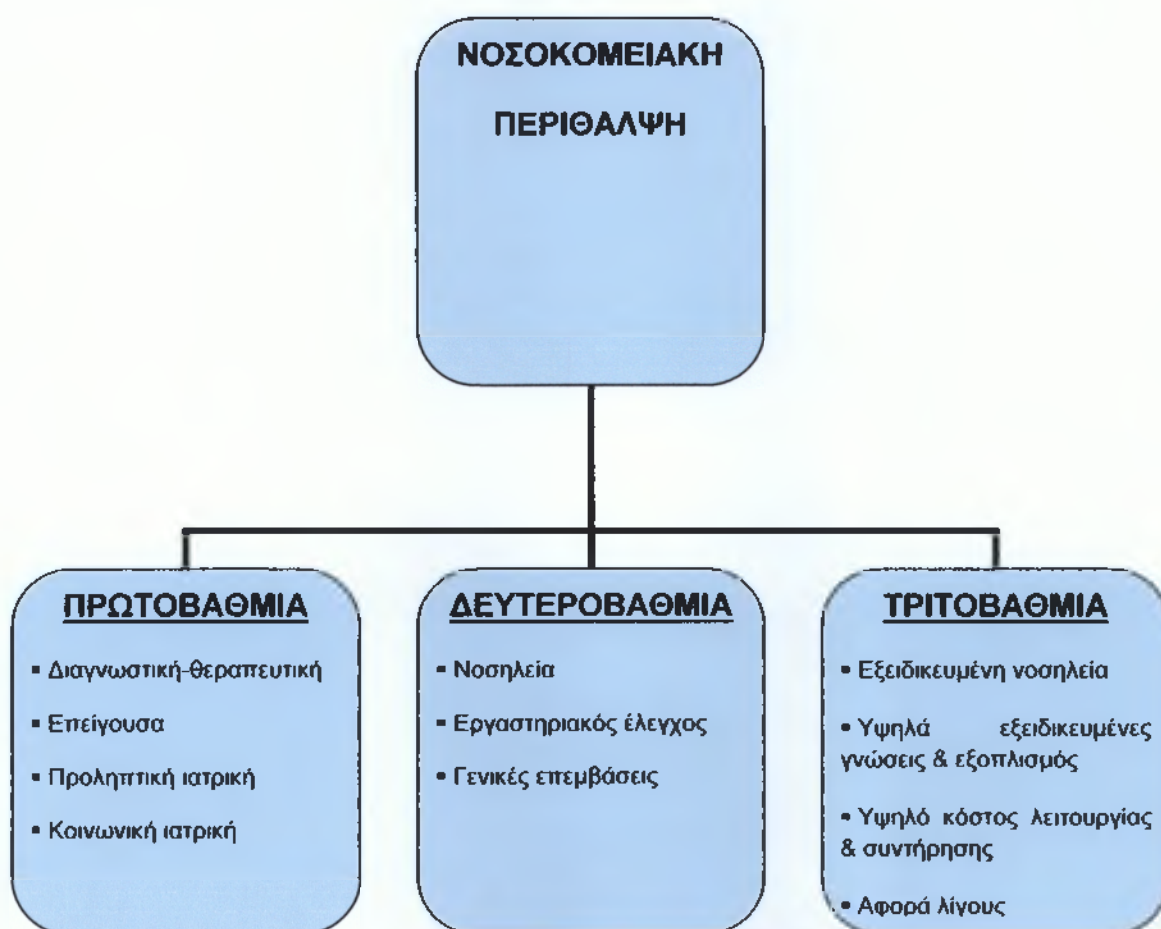 ΝΟΣΟΚΟΜΕΙΑΚΗ
ΠΕΡΙΘΑΛΨΗ
ΠΡΩΤΟΒΑΘΜΙΑ
▪ Διαγνωστική-θεραπευτική
▪ Επείγουσα
▪ Προληπτική ιατρική
▪ Κοινωνική ιατρική
ΔΕΥΤΕΡΟΒΑΘΜΙΑ
▪ Νοσηλεία
▪ Εργαστηριακός έλεγχος
▪ Γενικές επεμβάσεις
ΤΡΙΤΟΒΑΘΜΙΑ
▪ Εξειδικευμένη νοσηλεία
▪ Υψηλά εξειδικευμένες
γνώσεις & εξοπλισμός
▪ Υψηλό κόστος λειτουργίας
& συντήρησης
▪ Αφορά λίγους